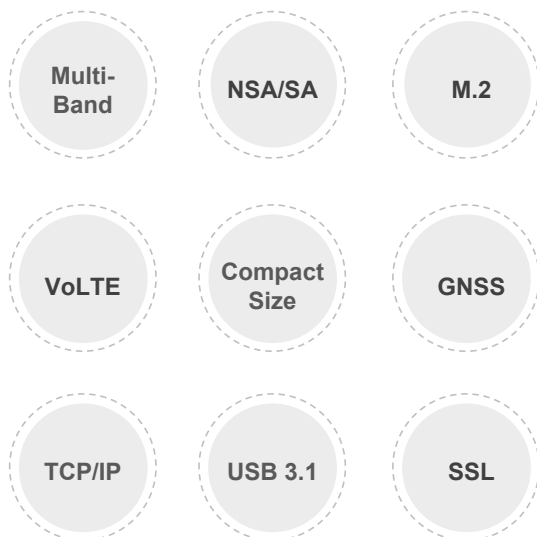 Multi-
Band
NSA/SA
M.2
VoLTE
Compact
Size
GNSS
TCP/IP
USB 3.1
SSL